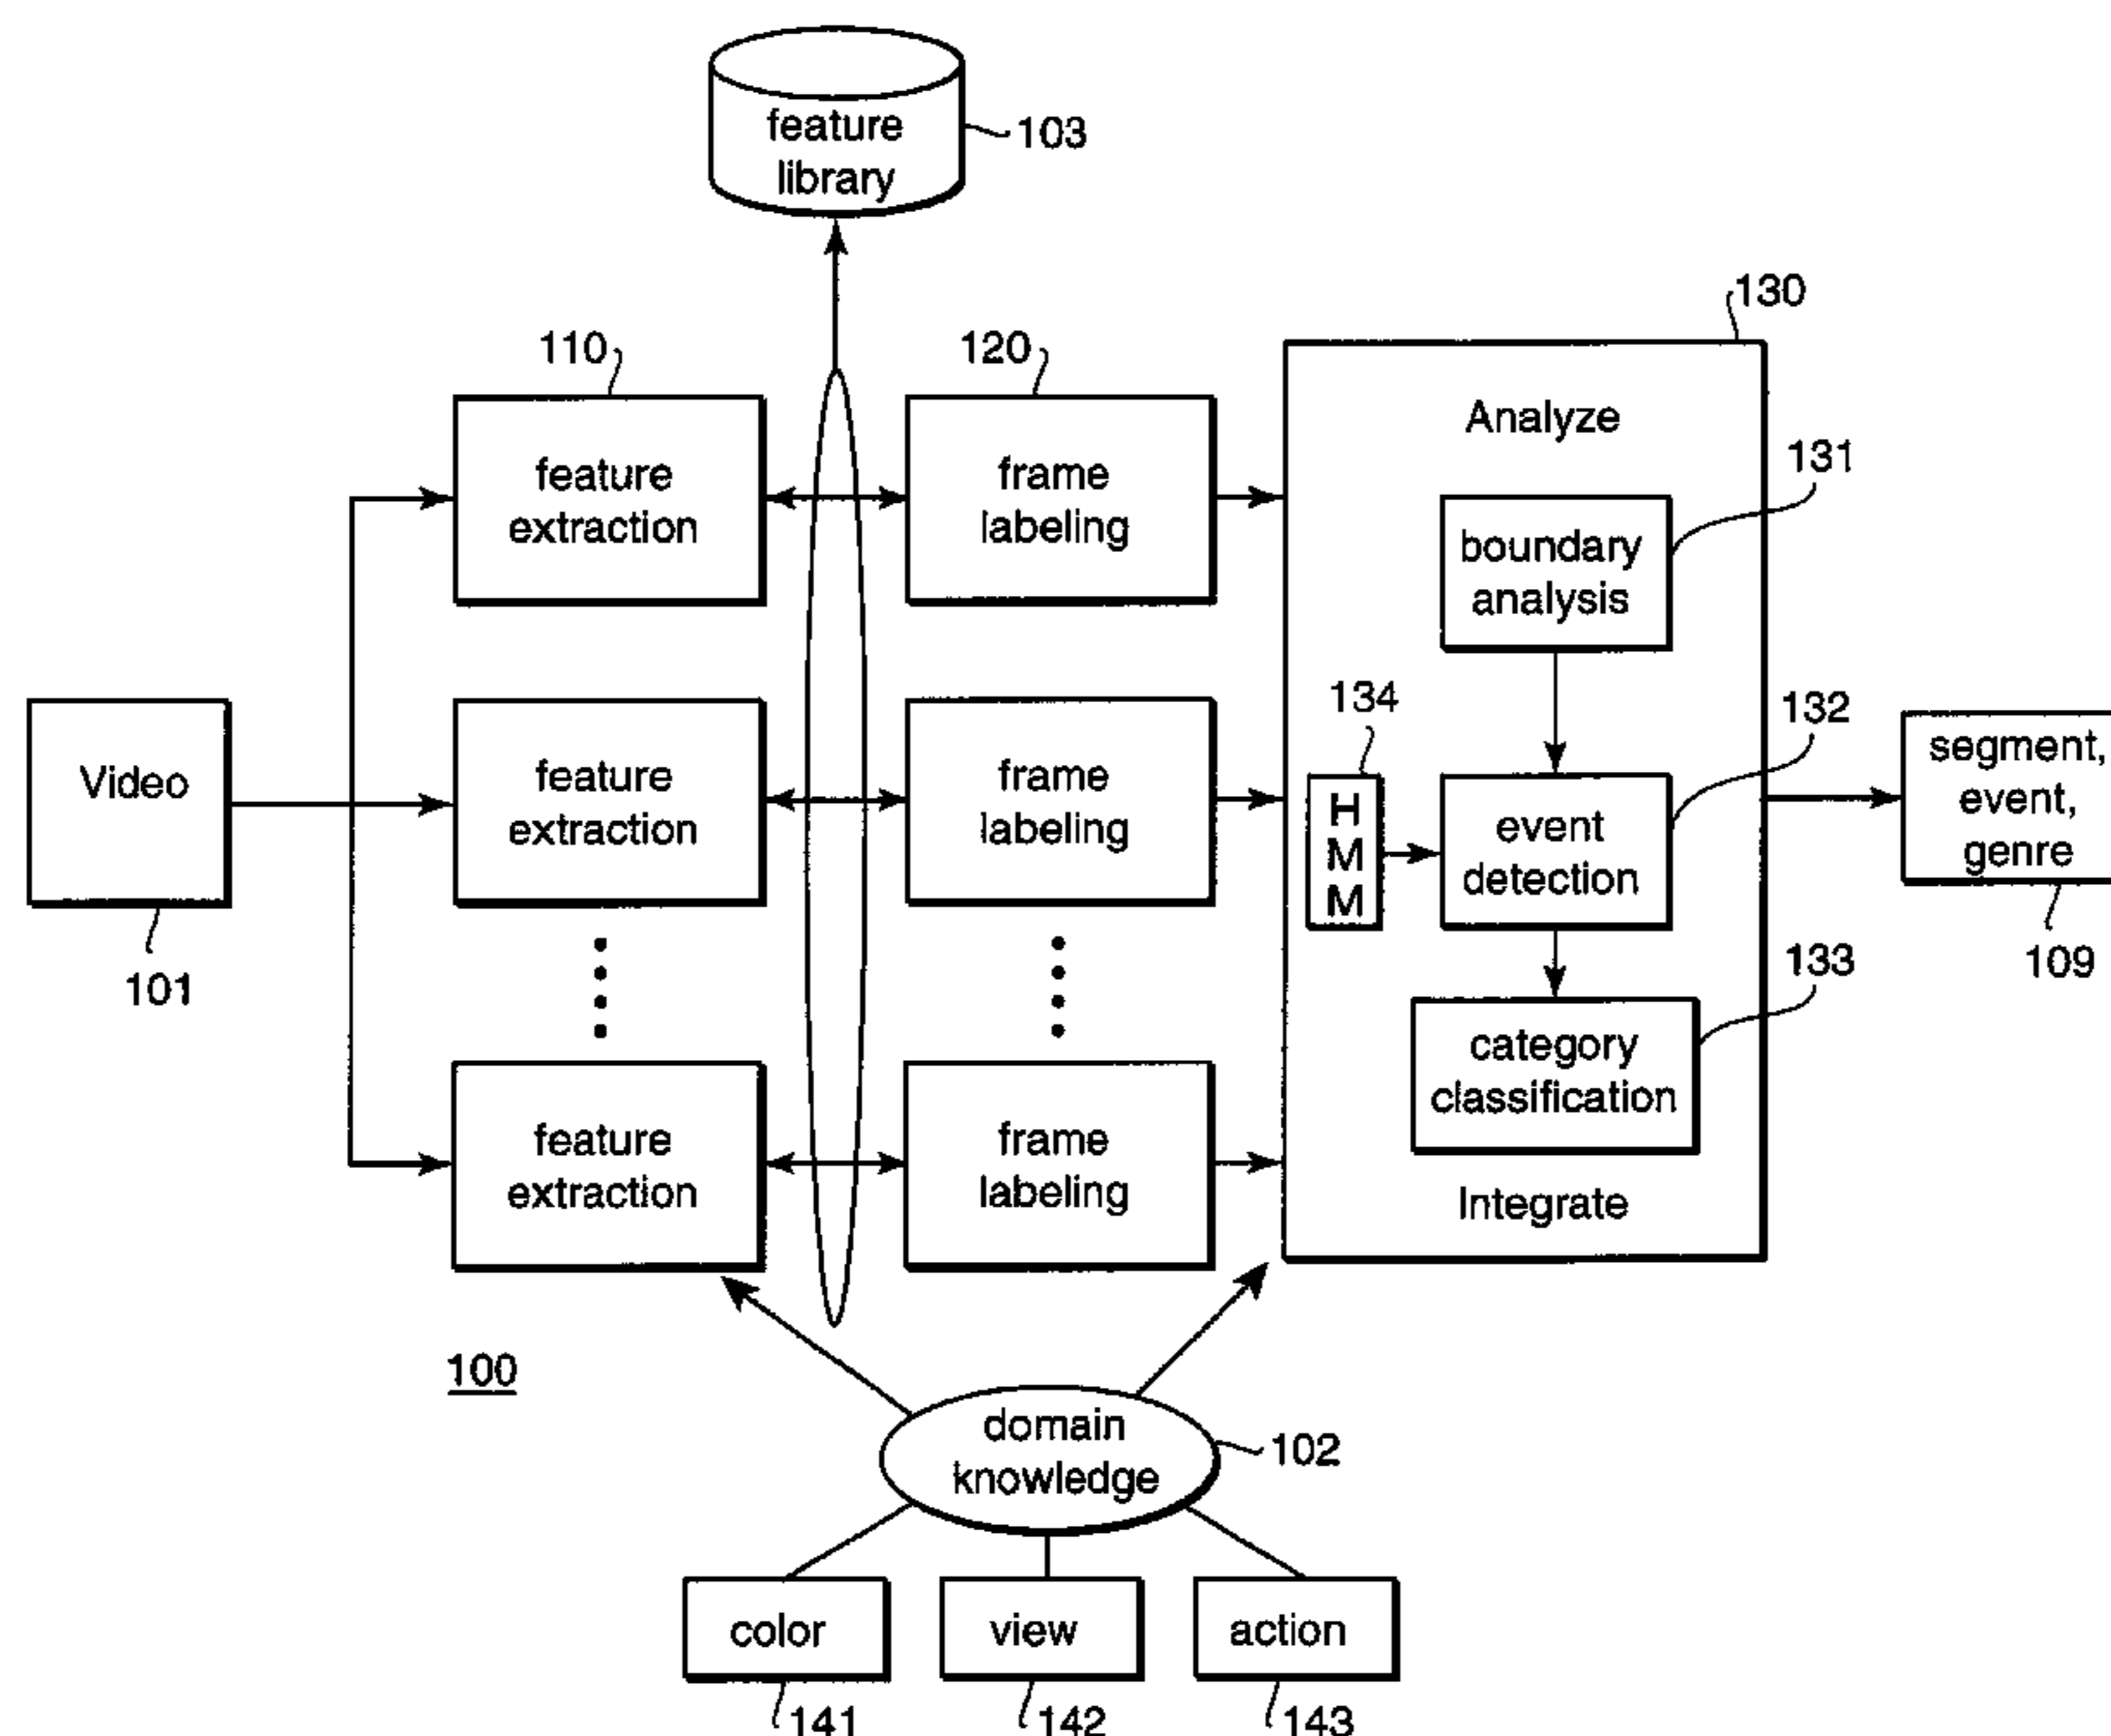 feature
library
103
130
110
120
Analyze
131
feature
extraction
frame
labeling
boundary
analysis
134
132
Video
feature
extraction
frame
labeling
H
M
M
event
detection
segment,
event,
genre
101
109
133
category
classification
feature
extraction
frame
labeling
Integrate
100
domain
knowledge
102
color
view
action
141
142
143